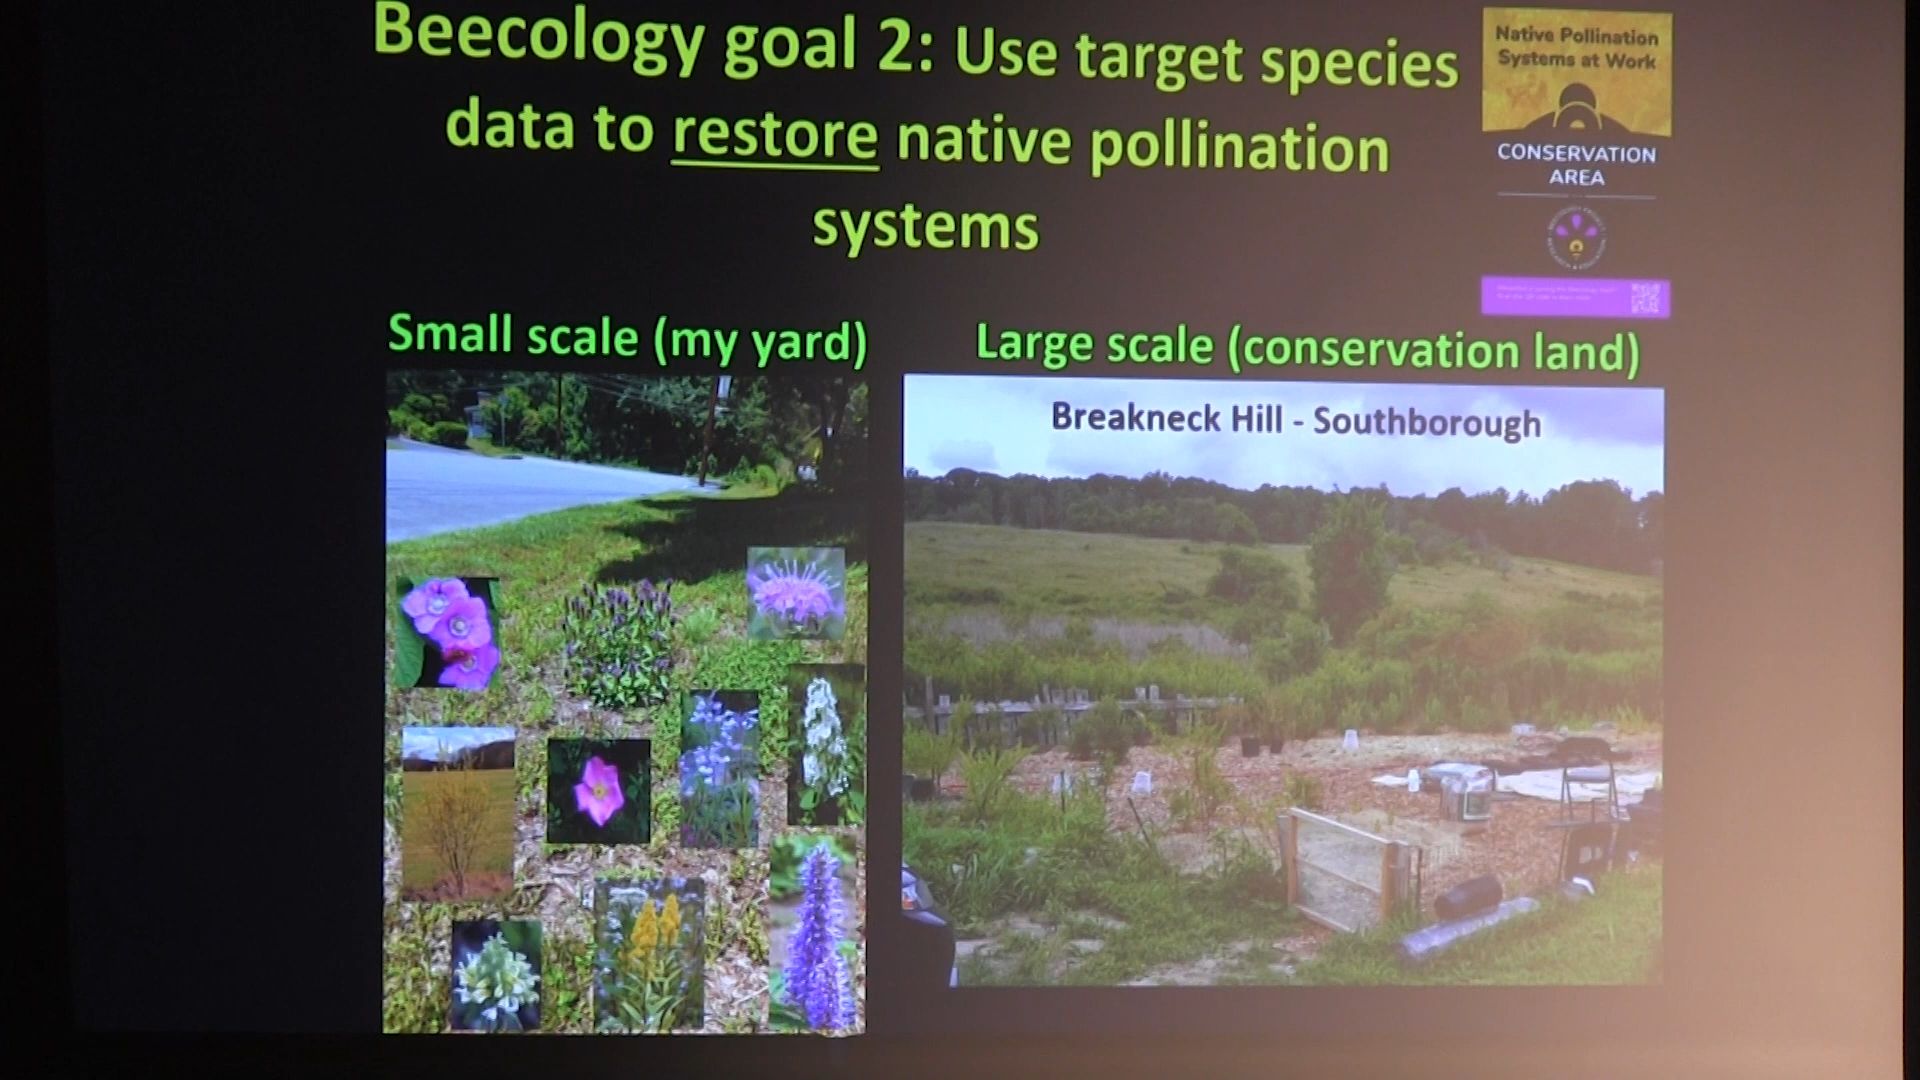 Beecology goal 2: Use target species
data to restore native pollination
systems
Native Pollination
Systems at Work
CONSERVATION
AREA
Small scale (my yard)
Large scale (conservation land)
Breakneck Hill - Southborough